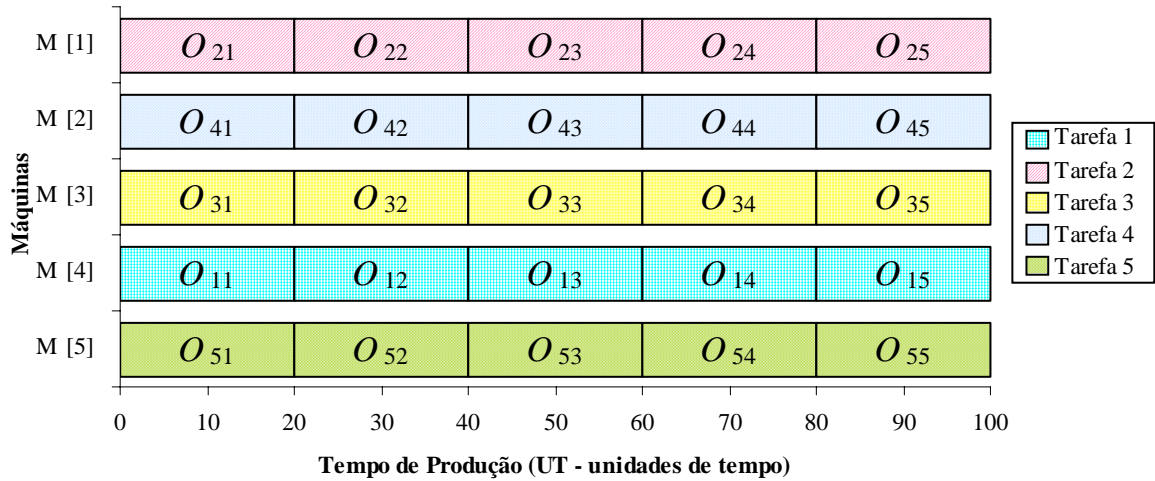 M [1]
O 21 O 22 O 23 O 24 O 25
M [2]
O 41 O 42 O 43 O 44 O 45
M [3]
O 31 O 32 O 33 O 34 O 35
M [4]
O 11 O 12 O 13 O 14 O 15
M [5]
O 51 O 52 O 53 O 54 O 55
Máquinas
0 10 20 30 40 50 60 70 80 90 100
Tempo de Produção (UT - unidades de tempo)
Tarefa 1
Tarefa 2
Tarefa 3
Tarefa 4
Tarefa 5